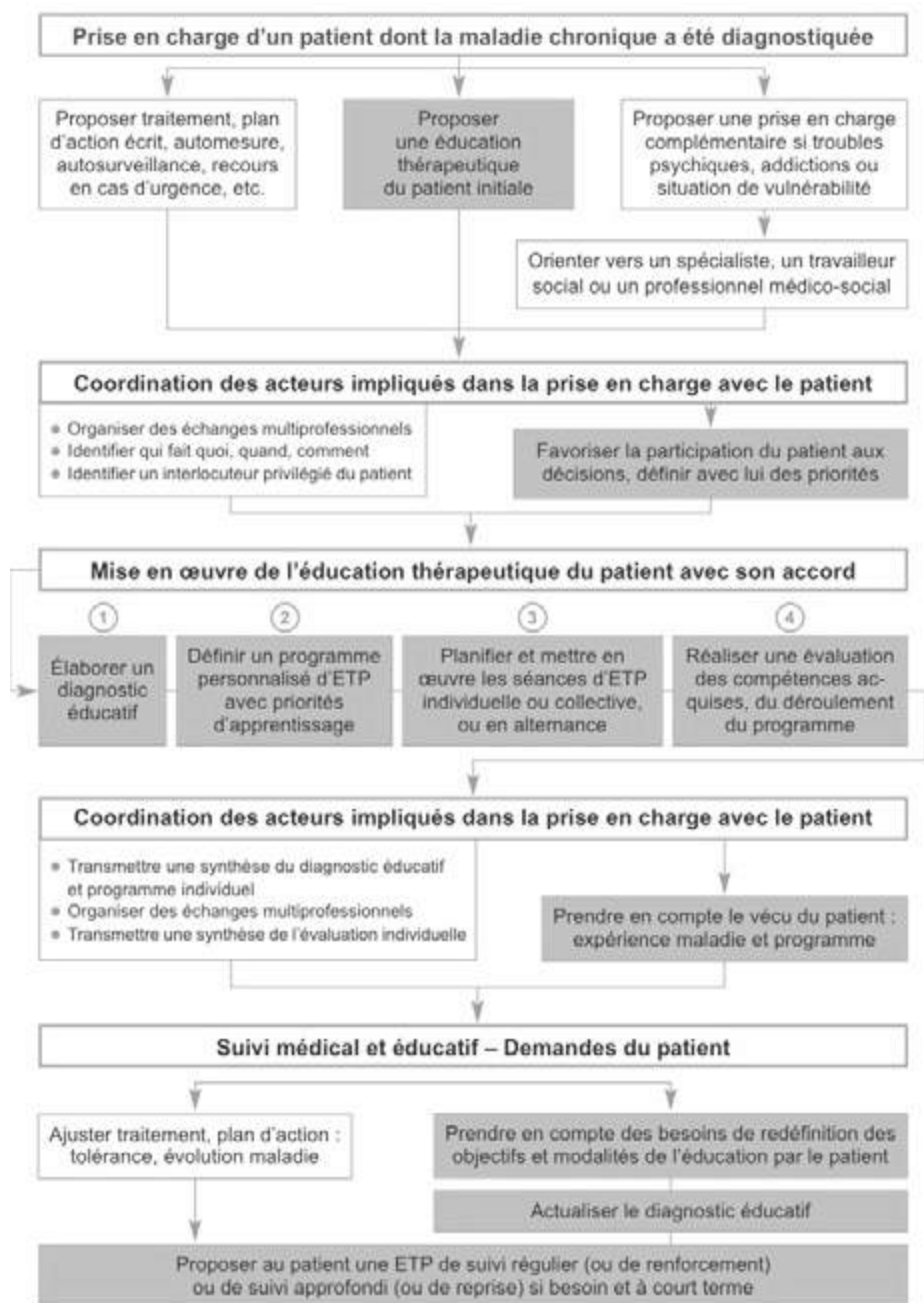 Prise en charge d'un patient dont la maladie chronique a été diagnostiquée
Proposer traitement, plan
d'action écrit, automesure,
autosurveillance, recours
en cas d'urgence, etc.
Proposer
une éducation
thérapeutique
du patient initiale
Proposer une prise en charge
complémentaire si troubles
psychiques, addictions ou
situation de vulnérabilité
Orienter vers un spécialiste, un travailleur
social ou un professionnel médico-social
Coordination des acteurs impliqués dans la prise en charge avec le patient
• Organiser des échanges multiprofessionnels
• Identifier qui fait quoi, quand, comment
• Identifier un interlocuteur privilégié du patient
Favoriser la participation du patient aux
décisions, définir avec lui des priorités
Mise en œuvre de l'éducation thérapeutique du patient avec son accord
1
Élaborer un
diagnostic
éducatif
2
Définir un programme
personnalisé d'ETP
avec priorités
d'apprentissage
3
Planifier et mettre en
œuvre les séances d'ETP
individuelle ou collective,
ou en alternance
4
Réaliser une évaluation
des compétences ac-
quises, du déroulement
du programme
Coordination des acteurs impliqués dans la prise en charge avec le patient
• Transmettre une synthèse du diagnostic éducatif
et programme individuel
• Organiser des échanges multiprofessionnels
• Transmettre une synthèse de l'évaluation individuelle
Prendre en compte le vécu du patient :
expérience maladie et programme
Suivi médical et éducatif – Demandes du patient
Ajuster traitement, plan d'action :
tolérance, évolution maladie
Prendre en compte des besoins de redéfinition des
objectifs et modalités de l'éducation par le patient
Actualiser le diagnostic éducatif
Proposer au patient une ETP de suivi régulier (ou de renforcement)
ou de suivi approfondi (ou de reprise) si besoin et à court terme